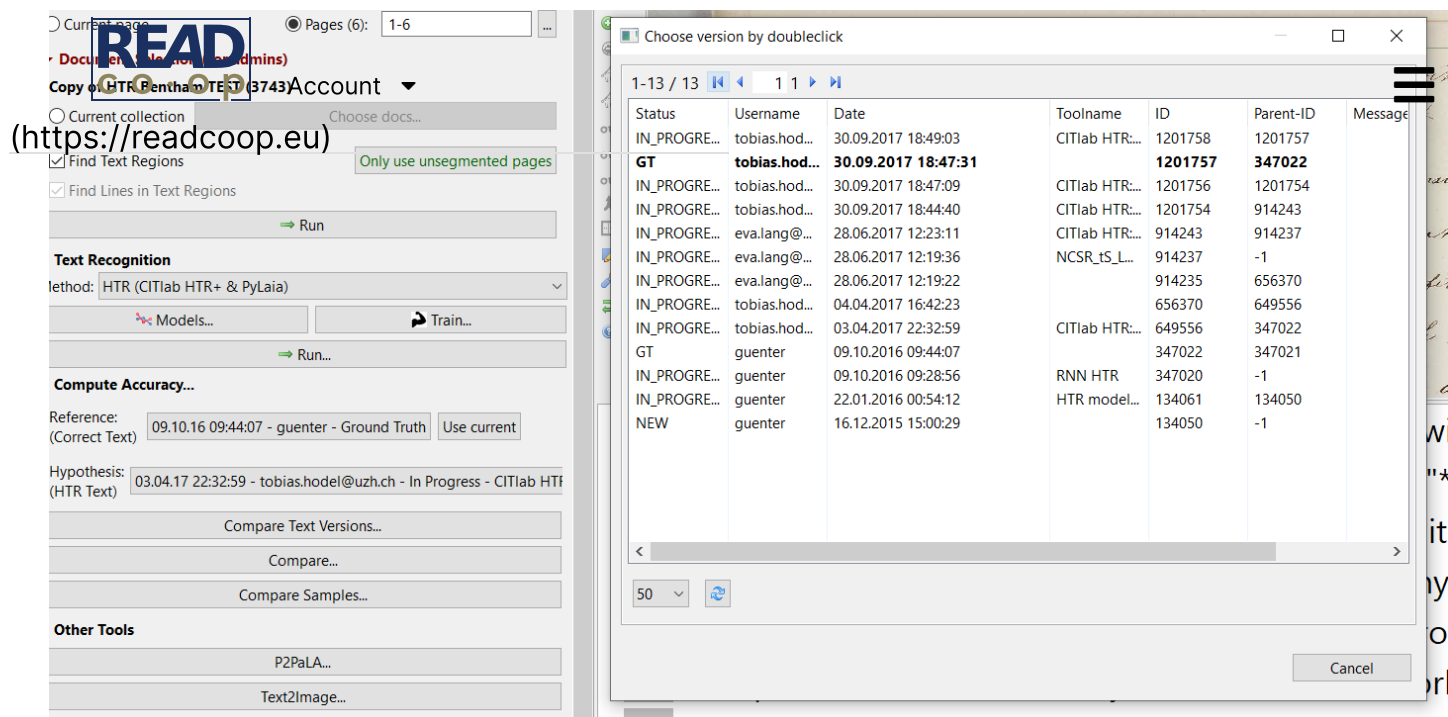 Current page
Pages (6): 1-6 ...
READ
co-op
Copy of HTR Bentham TEST (3743)
Account
Current collection
Choose docs...
(https://readcoop.eu)
Find Text Regions
Only use unsegmented pages
Find Lines in Text Regions
Run
Text Recognition
Method: HTR (CITlab HTR+ & PyLaia)
Models...
Train...
Run...
Compute Accuracy...
Reference:
(Correct Text)
09.10.16 09:44:07 - guenter - Ground Truth
Use current
Hypothesis:
(HTR Text)
03.04.17 22:32:59 - tobias.hodel@uzh.ch - In Progress - CITlab HTR
Compare Text Versions...
Compare...
Compare Samples...
Other Tools
P2PaLA...
Text2Image...
Choose version by doubleclick
1-13 / 13 1 1
Status Username Date Toolname ID Parent-ID Message
IN_PROGRE... tobias.hod... 30.09.2017 18:49:03 CITlab HTR:... 1201758 1201757
GT tobias.hod... 30.09.2017 18:47:31 1201757 347022
IN_PROGRE... tobias.hod... 30.09.2017 18:47:09 CITlab HTR:... 1201756 1201754
IN_PROGRE... tobias.hod... 30.09.2017 18:44:40 CITlab HTR:... 1201754 914243
IN_PROGRE... eva.lang@... 28.06.2017 12:23:11 CITlab HTR:... 914243 914237
IN_PROGRE... eva.lang@... 28.06.2017 12:19:36 NCSR_tS_L... 914237 -1
IN_PROGRE... eva.lang@... 28.06.2017 12:19:22 914235 656370
IN_PROGRE... tobias.hod... 04.04.2017 16:42:23 656370 649556
IN_PROGRE... tobias.hod... 03.04.2017 22:32:59 CITlab HTR:... 649556 347022
GT guenter 09.10.2016 09:44:07 347022 347021
IN_PROGRE... guenter 09.10.2016 09:28:56 RNN HTR 347020 -1
IN_PROGRE... guenter 22.01.2016 00:54:12 HTR model... 134061 134050
NEW guenter 16.12.2015 15:00:29 134050 -1
50
Cancel